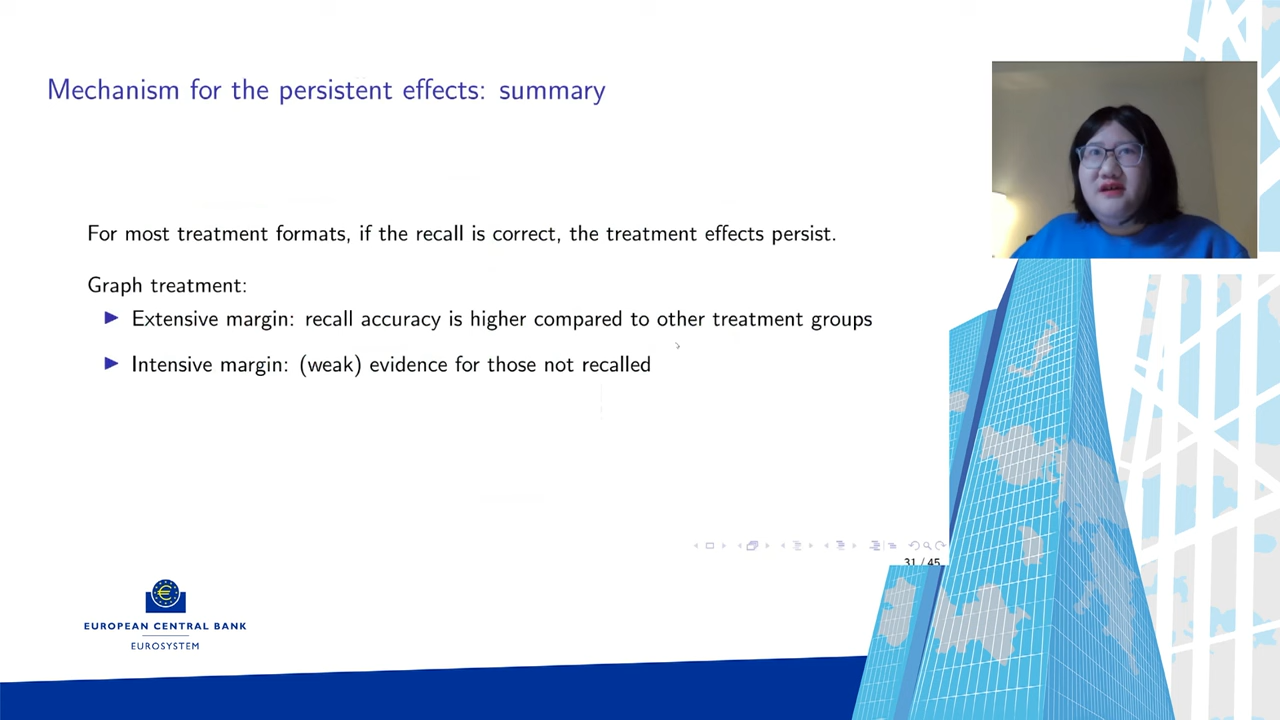 Mechanism for the persistent effects: summary
For most treatment formats, if the recall is correct, the treatment effects persist.
Graph treatment:
Extensive margin: recall accuracy is higher compared to other treatment groups
Intensive margin: (weak) evidence for those not recalled
31 / 45
EUROPEAN CENTRAL BANK
EUROSYSTEM